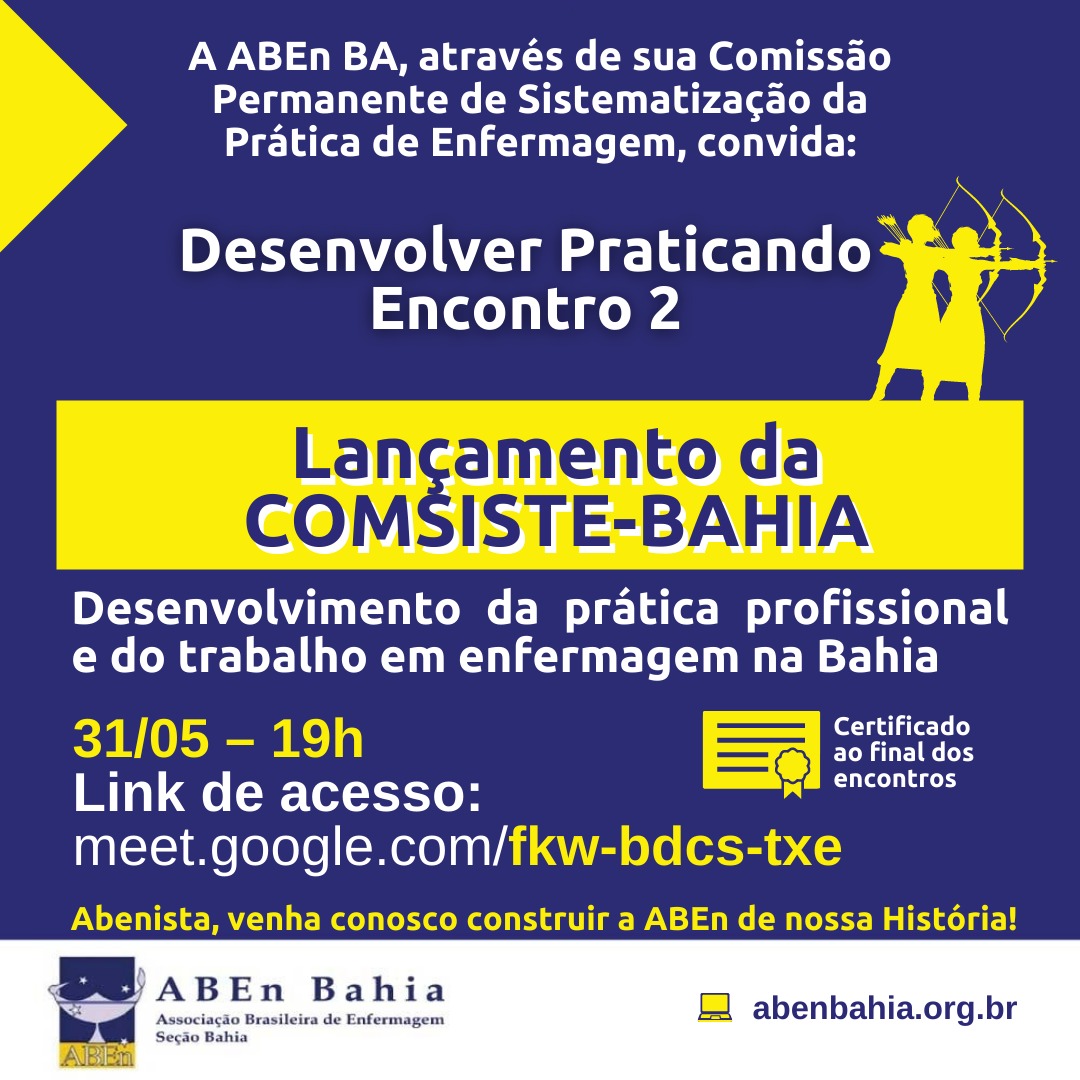 A ABEn BA, através de sua Comissão
Permanente de Sistematização da
Prática de Enfermagem, convida:
Desenvolver Praticando
Encontro 2
Lançamento da
COMSISTE-BAHIA
Desenvolvimento da prática profissional
e do trabalho em enfermagem na Bahia
31/05 – 19h
Link de acesso:
meet.google.com/fkw-bdcs-txe
Certificado
ao final dos
encontros
Abenista, venha conosco construir a ABEn de nossa História!
ABEn
ABEn Bahia
Associação Brasileira de Enfermagem
Seção Bahia
abenbahia.org.br